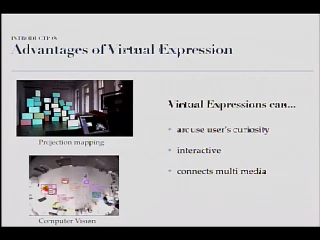 INTRODUCTION
Advantages of Virtual Expression
Virtual Expressions can...
• arouse user's curiosity
• interactive
• connects multi media
Projection mapping
Computer Vision